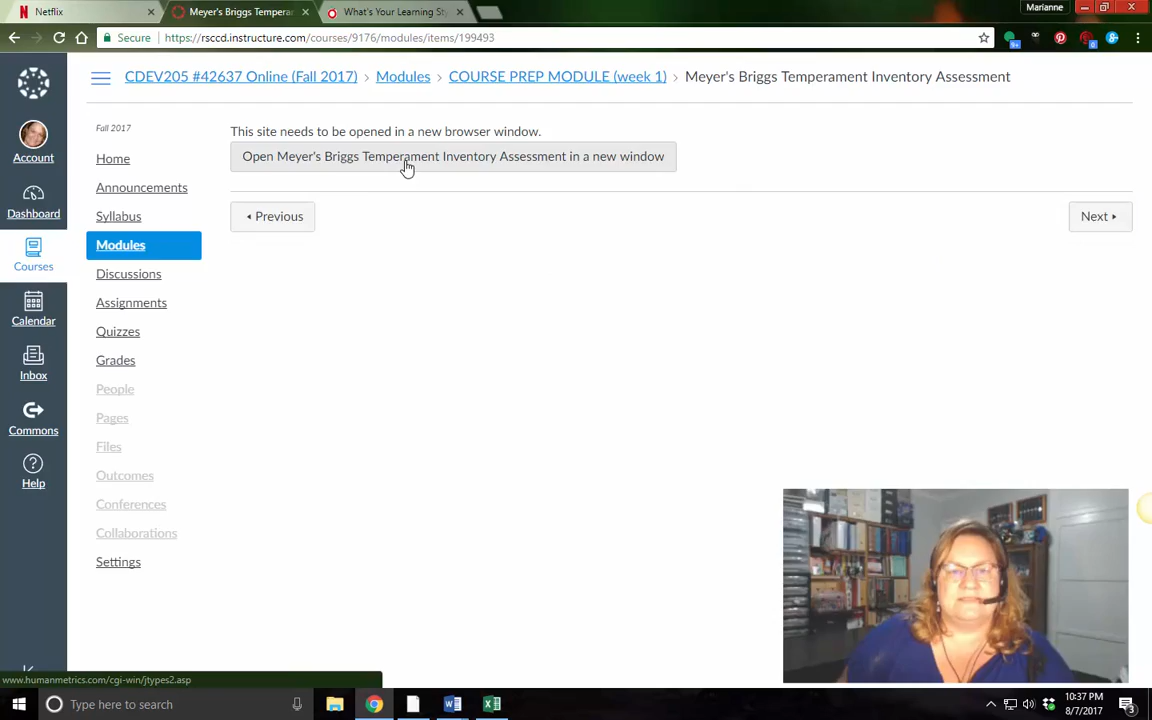 Netflix
Meyer's Briggs Tempera
What's Your Learning Sty
Marianne
Secure
https://rsccd.instructure.com/courses/9176/modules/items/199493
CDEV205 #42637 Online (Fall 2017) › Modules › COURSE PREP MODULE (week 1) › Meyer's Briggs Temperament Inventory Assessment
Account
Dashboard
Courses
Calendar
Inbox
Commons
Help
Fall 2017
Home
Announcements
Syllabus
Modules
Discussions
Assignments
Quizzes
Grades
People
Pages
Files
Outcomes
Conferences
Collaborations
Settings
This site needs to be opened in a new browser window.
Open Meyer's Briggs Temperament Inventory Assessment in a new window
Previous
Next
www.humanmetrics.com/cgi-win/jtypes2.asp
Type here to search
10:37 PM
8/7/2017
3